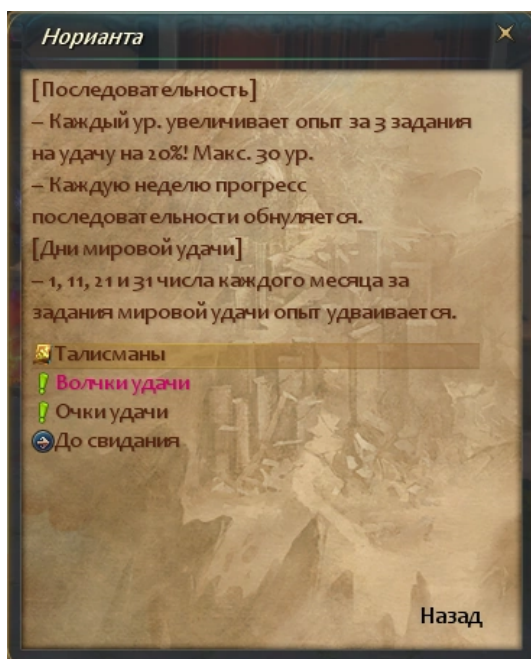 Норианта
[Последовательность]
– Каждый ур. увеличивает опыт за 3 задания
на удачу на 20%! Макс. 30 ур.
– Каждую неделю прогресс
последовательности обнуляется.
[Дни мировой удачи]
– 1, 11, 21 и 31 числа каждого месяца за
задания мировой удачи опыт удваивается.
Талисманы
Волчки удачи
Очки удачи
До свидания
Назад